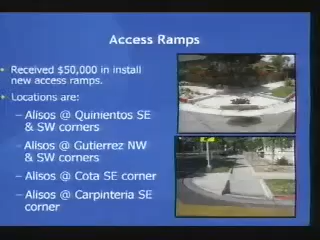 Access Ramps
• Received $50,000 in install
new access ramps.
• Locations are:
– Alisos @ Quinientos SE
& SW corners
– Alisos @ Gutierrez NW
& SW corners
– Alisos @ Cota SE corner
– Alisos @ Carpinteria SE
corner